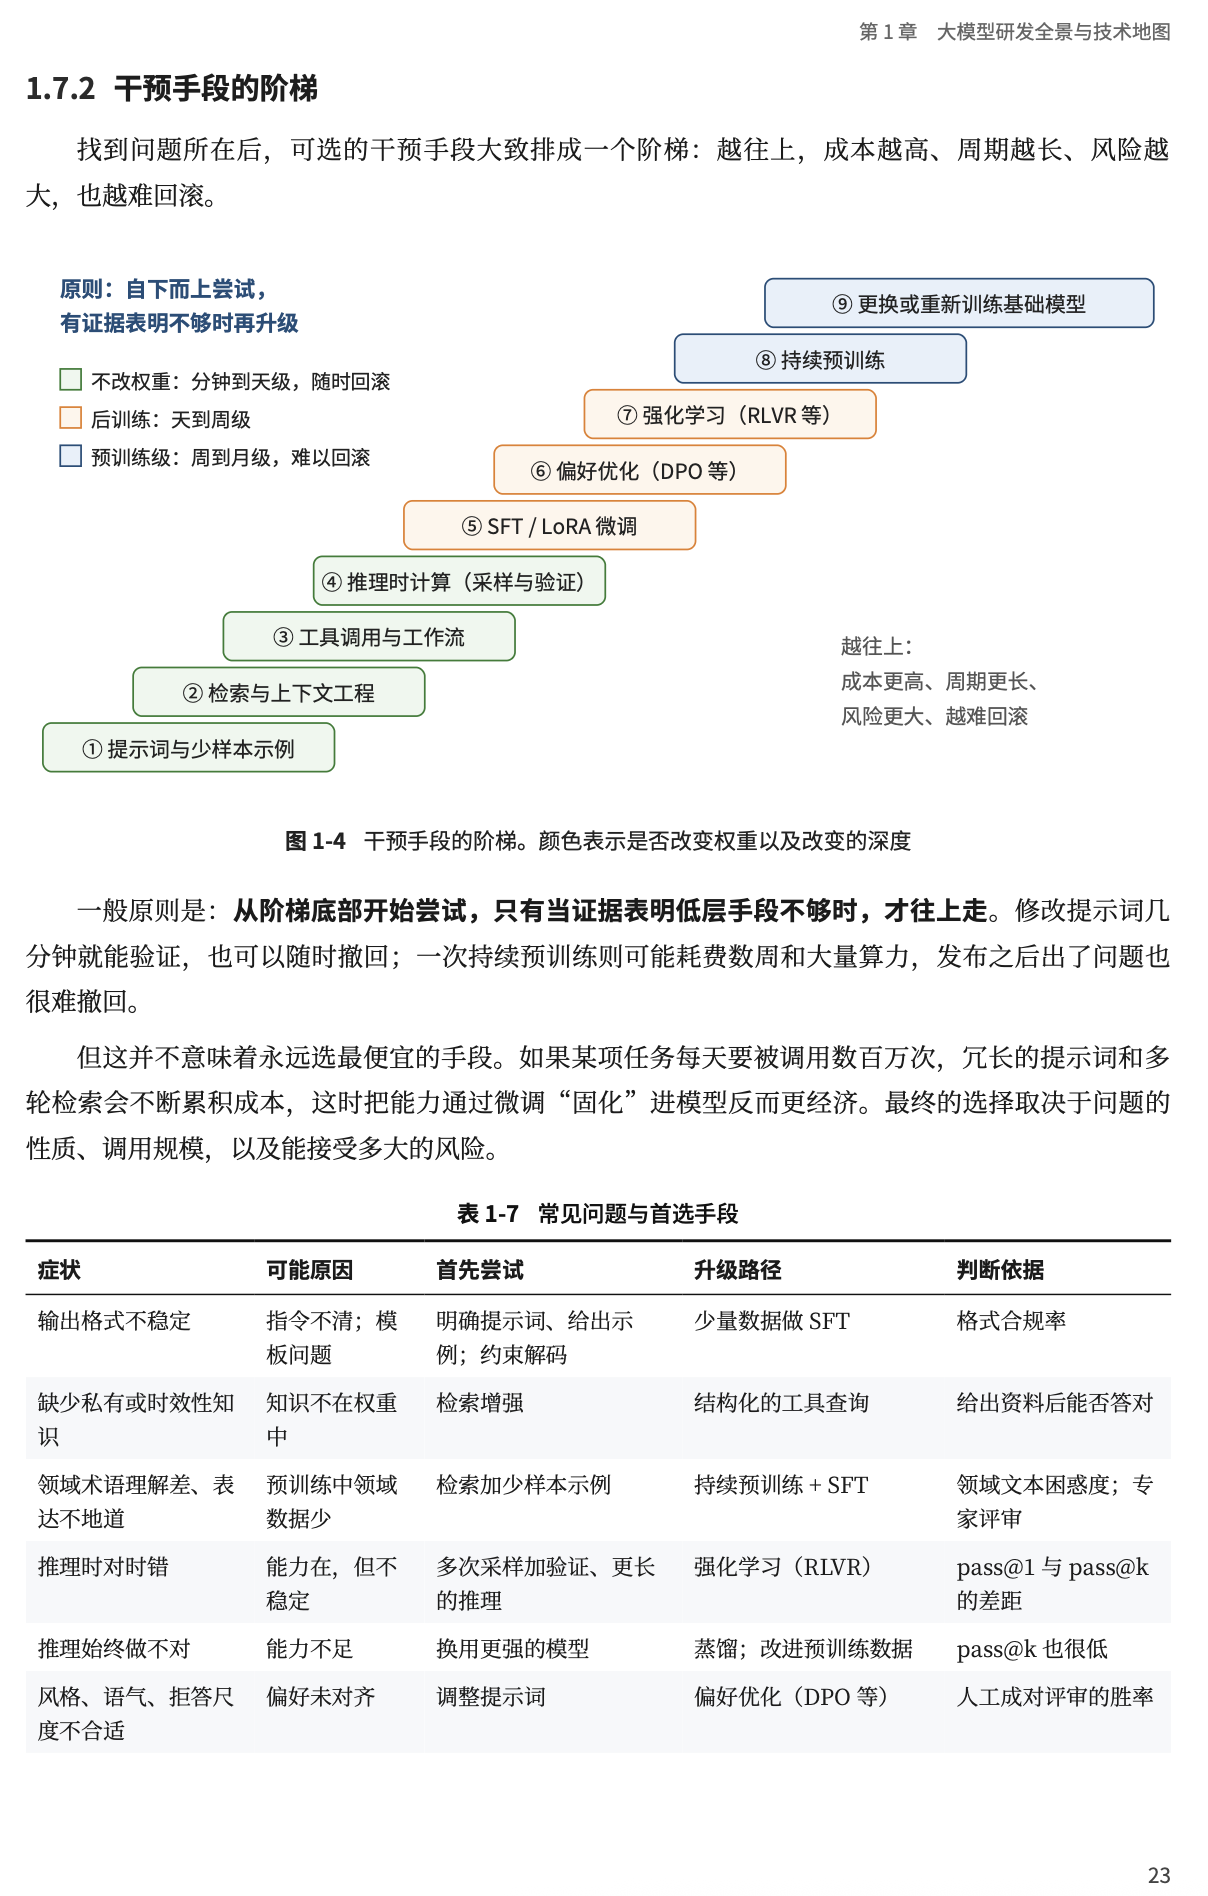 第 1 章　大模型研发全景与技术地图
1.7.2 干预手段的阶梯
找到问题所在后，可选的干预手段大致排成一个阶梯：越往上，成本越高、周期越长、风险越
大，也越难回滚。
原则：自下而上尝试，
有证据表明不够时再升级
不改权重：分钟到天级，随时回滚
后训练：天到周级
预训练级：周到月级，难以回滚
⑨ 更换或重新训练基础模型
⑧ 持续预训练
⑦ 强化学习（RLVR 等）
⑥ 偏好优化（DPO 等）
⑤ SFT / LoRA 微调
④ 推理时计算（采样与验证）
③ 工具调用与工作流
② 检索与上下文工程
① 提示词与少样本示例
越往上：
成本更高、周期更长、
风险更大、越难回滚
图 1-4 干预手段的阶梯。颜色表示是否改变权重以及改变的深度
一般原则是：从阶梯底部开始尝试，只有当证据表明低层手段不够时，才往上走。修改提示词几
分钟就能验证，也可以随时撤回；一次持续预训练则可能耗费数周和大量算力，发布之后出了问题也
很难撤回。
但这并不意味着永远选最便宜的手段。如果某项任务每天要被调用数百万次，冗长的提示词和多
轮检索会不断累积成本，这时把能力通过微调“固化”进模型反而更经济。最终的选择取决于问题的
性质、调用规模，以及能接受多大的风险。
表 1-7 常见问题与首选手段
症状 可能原因 首先尝试 升级路径 判断依据
输出格式不稳定 指令不清；模 明确提示词、给出示 少量数据做 SFT 格式合规率
板问题 例；约束解码
缺少私有或时效性知 知识不在权重 检索增强 结构化的工具查询 给出资料后能否答对
识 中
领域术语理解差、表 预训练中领域 检索加少样本示例 持续预训练 + SFT 领域文本困惑度；专
达不地道 数据少 家评审
推理时对时错 能力在，但不 多次采样加验证、更长 强化学习（RLVR） pass@1 与 pass@k
稳定 的推理 的差距
推理始终做不对 能力不足 换用更强的模型 蒸馏；改进预训练数据 pass@k 也很低
风格、语气、拒答尺 偏好未对齐 调整提示词 偏好优化（DPO 等） 人工成对评审的胜率
度不合适
23